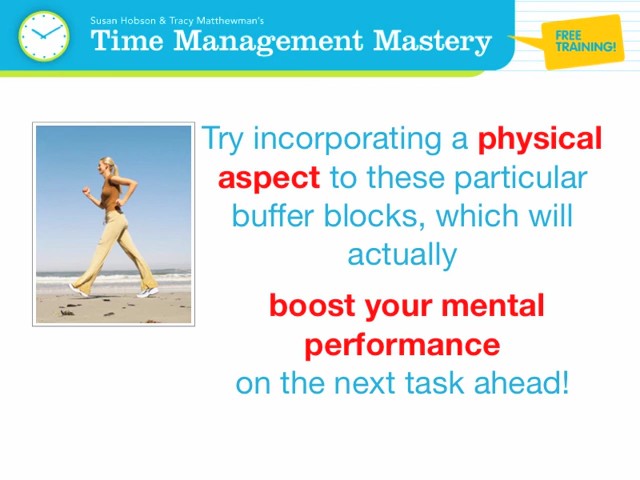 Susan Hobson & Tracy Matthewman's
Time Management Mastery
FREE
TRAINING!
Try incorporating a physical
aspect to these particular
buffer blocks, which will
actually
boost your mental
performance
on the next task ahead!